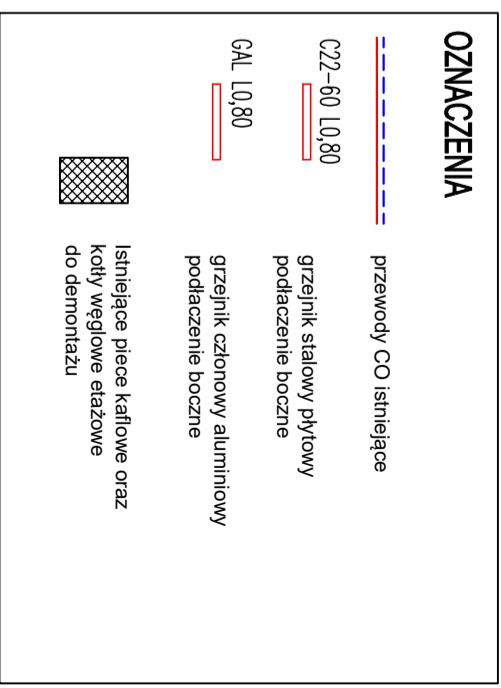 OZNACZENIA
przewody CO istniejące
C22-60 L0,80
grzejnik stalowy płytowy
podłaczenie boczne
GAL L0,80
grzejnik członowy aluminiowy
podłaczenie boczne
Istniejące piece kaflowe oraz
kotły węglowe etażowe
do demontażu